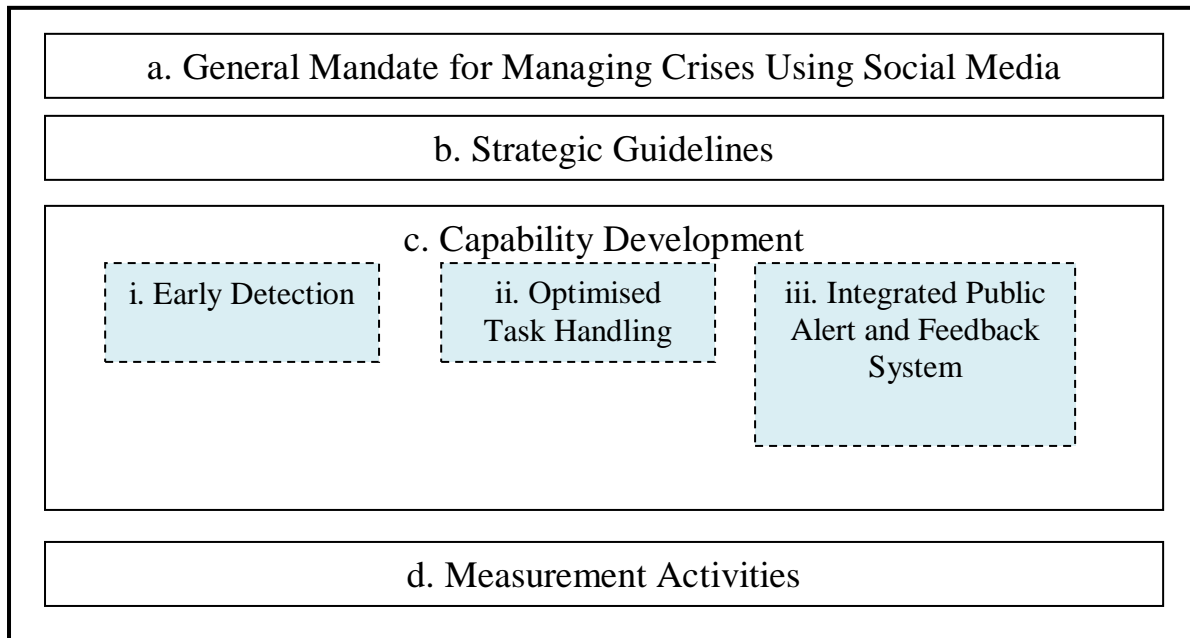 a. General Mandate for Managing Crises Using Social Media
b. Strategic Guidelines
c. Capability Development
i. Early Detection
ii. Optimised
Task Handling
iii. Integrated Public
Alert and Feedback
System
d. Measurement Activities